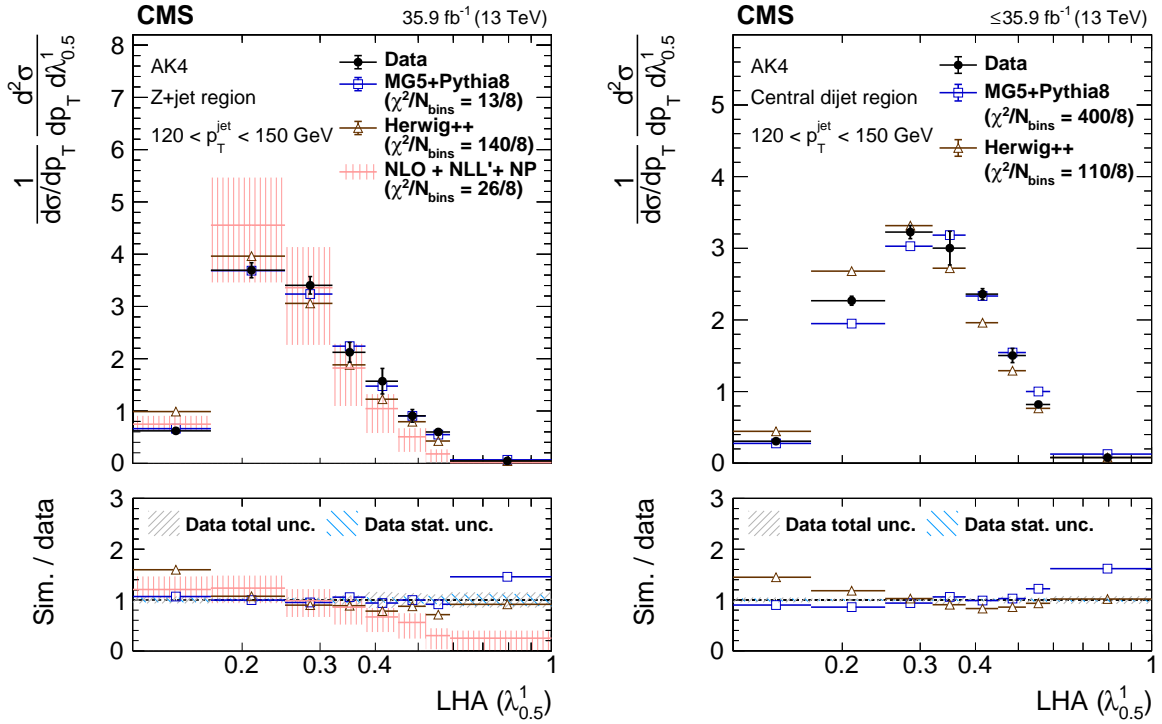 CMS
35.9 fb⁻¹ (13 TeV)
1
dσ/dp_T
d²σ
dp_T dλ¹_0.5
8
7
6
5
4
3
2
1
0
AK4
Z+jet region
120 < p_T^jet < 150 GeV
Data
MG5+Pythia8
(χ²/N_bins = 13/8)
Herwig++
(χ²/N_bins = 140/8)
NLO + NLL'+ NP
(χ²/N_bins = 26/8)
Sim. / data
3
2
1
0
Data total unc.
Data stat. unc.
0.2
0.3
0.4
1
LHA (λ¹_0.5)
CMS
≤35.9 fb⁻¹ (13 TeV)
1
dσ/dp_T
d²σ
dp_T dλ¹_0.5
6
5
4
3
2
1
0
AK4
Central dijet region
120 < p_T^jet < 150 GeV
Data
MG5+Pythia8
(χ²/N_bins = 400/8)
Herwig++
(χ²/N_bins = 110/8)
Sim. / data
3
2
1
0
Data total unc.
Data stat. unc.
0.2
0.3
0.4
1
LHA (λ¹_0.5)